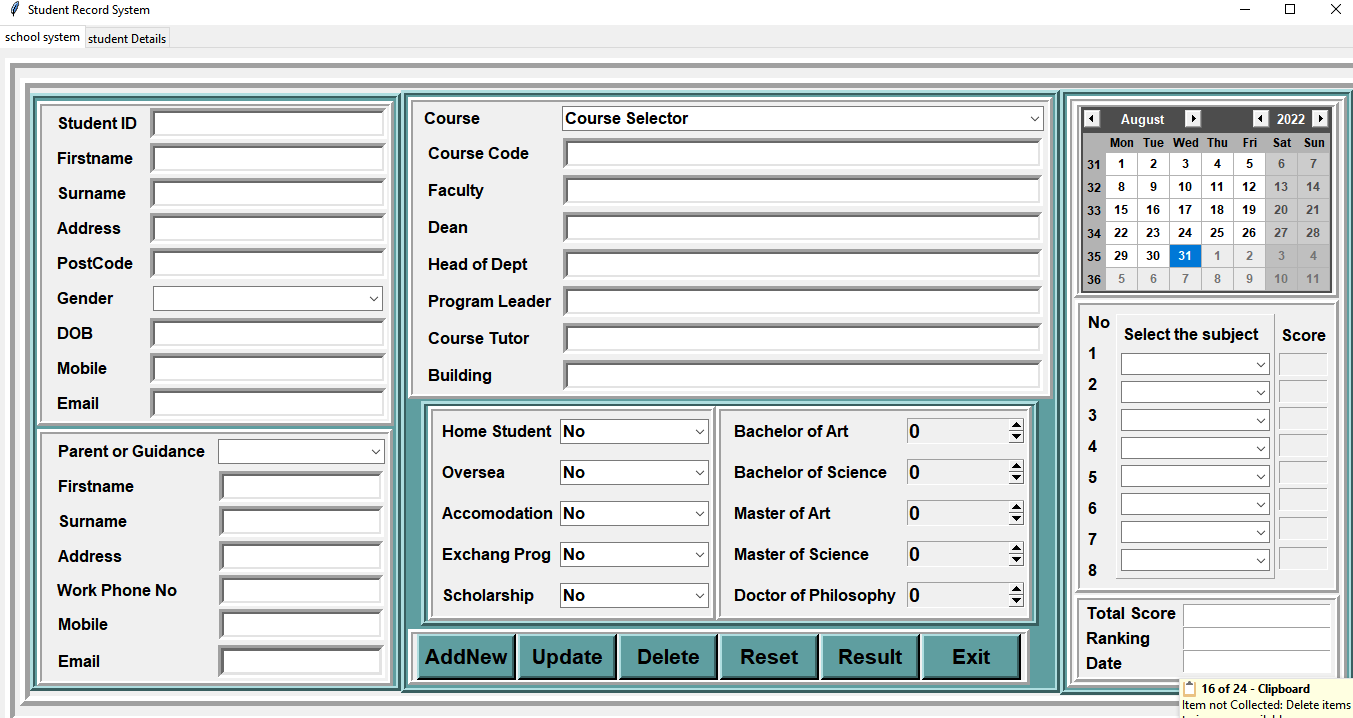 Student Record System
school system
student Details
Student ID
Firstname
Surname
Address
PostCode
Gender
DOB
Mobile
Email
Parent or Guidance
Firstname
Surname
Address
Work Phone No
Mobile
Email
Course Course Selector
Course Code
Faculty
Dean
Head of Dept
Program Leader
Course Tutor
Building
Home Student No
Oversea No
Accomodation No
Exchang Prog No
Scholarship No
Bachelor of Art 0
Bachelor of Science 0
Master of Art 0
Master of Science 0
Doctor of Philosophy 0
AddNew Update Delete Reset Result Exit
August 2022
Mon Tue Wed Thu Fri Sat Sun
31 1 2 3 4 5 6 7
32 8 9 10 11 12 13 14
33 15 16 17 18 19 20 21
34 22 23 24 25 26 27 28
35 29 30 31 1 2 3 4
36 5 6 7 8 9 10 11
No Select the subject Score
1
2
3
4
5
6
7
8
Total Score
Ranking
Date
16 of 24 - Clipboard
Item not Collected: Delete items